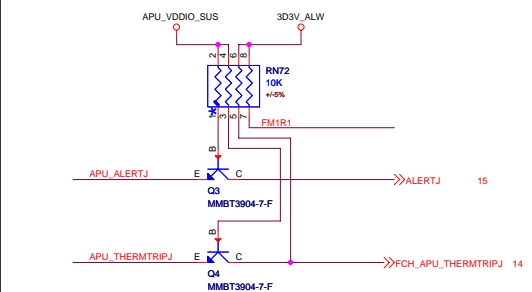 APU_VDDIO_SUS 3D3V_ALW
2 4 6 8
RN72
10K
+/-5%
1 3 5 7
FM1R1
B
APU_ALERTJ E C ALERTJ 15
Q3
MMBT3904-7-F
B
APU_THERMTRIPJ E C FCH_APU_THERMTRIPJ 14
Q4
MMBT3904-7-F